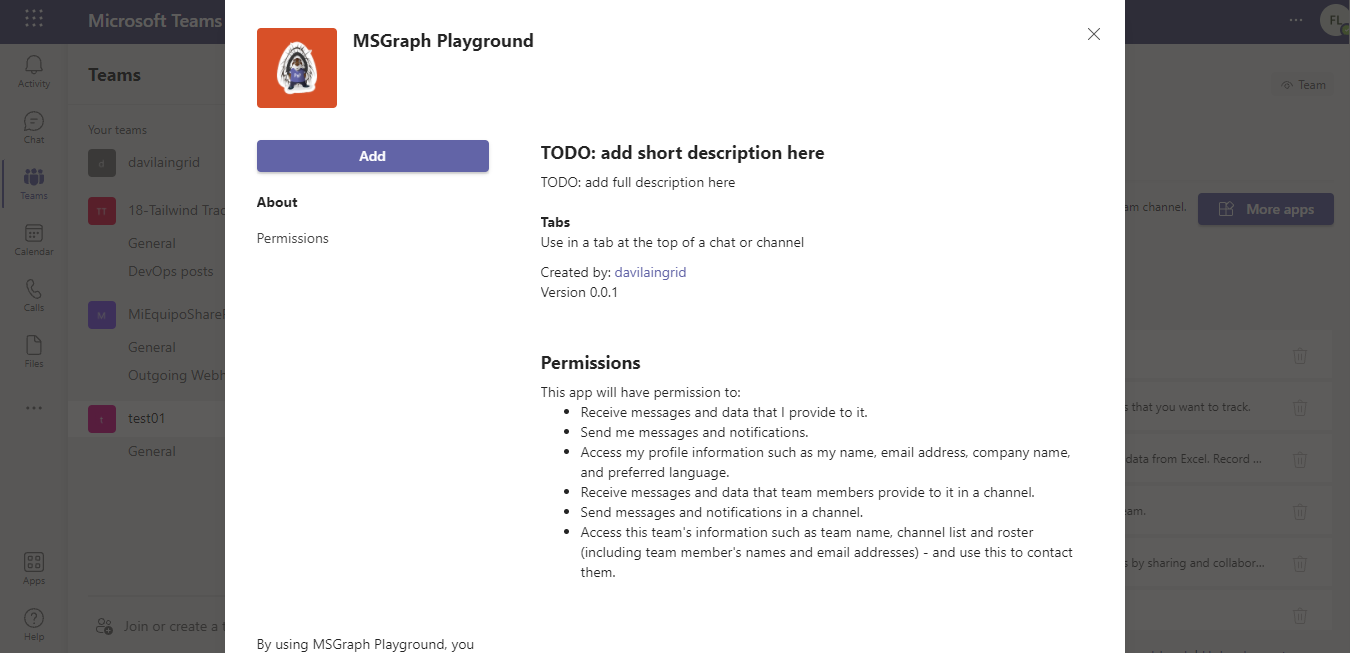 Microsoft Teams
FL
Activity
Chat
Teams
Calendar
Calls
Files
Apps
Help
Teams
Your teams
d
davilaingrid
TT
18-Tailwind Trad
General
DevOps posts
M
MiEquipoShareP
General
Outgoing Webh
t
test01
General
Join or create a t
MSGraph Playground
Add
About
Permissions
TODO: add short description here
TODO: add full description here
Tabs
Use in a tab at the top of a chat or channel
Created by: davilaingrid
Version 0.0.1
Permissions
This app will have permission to:
Receive messages and data that I provide to it.
Send me messages and notifications.
Access my profile information such as my name, email address, company name,
and preferred language.
Receive messages and data that team members provide to it in a channel.
Send messages and notifications in a channel.
Access this team's information such as team name, channel list and roster
(including team member's names and email addresses) - and use this to contact
them.
By using MSGraph Playground, you
Team
am channel.
More apps
s that you want to track.
data from Excel. Record ...
eam.
s by sharing and collabor...